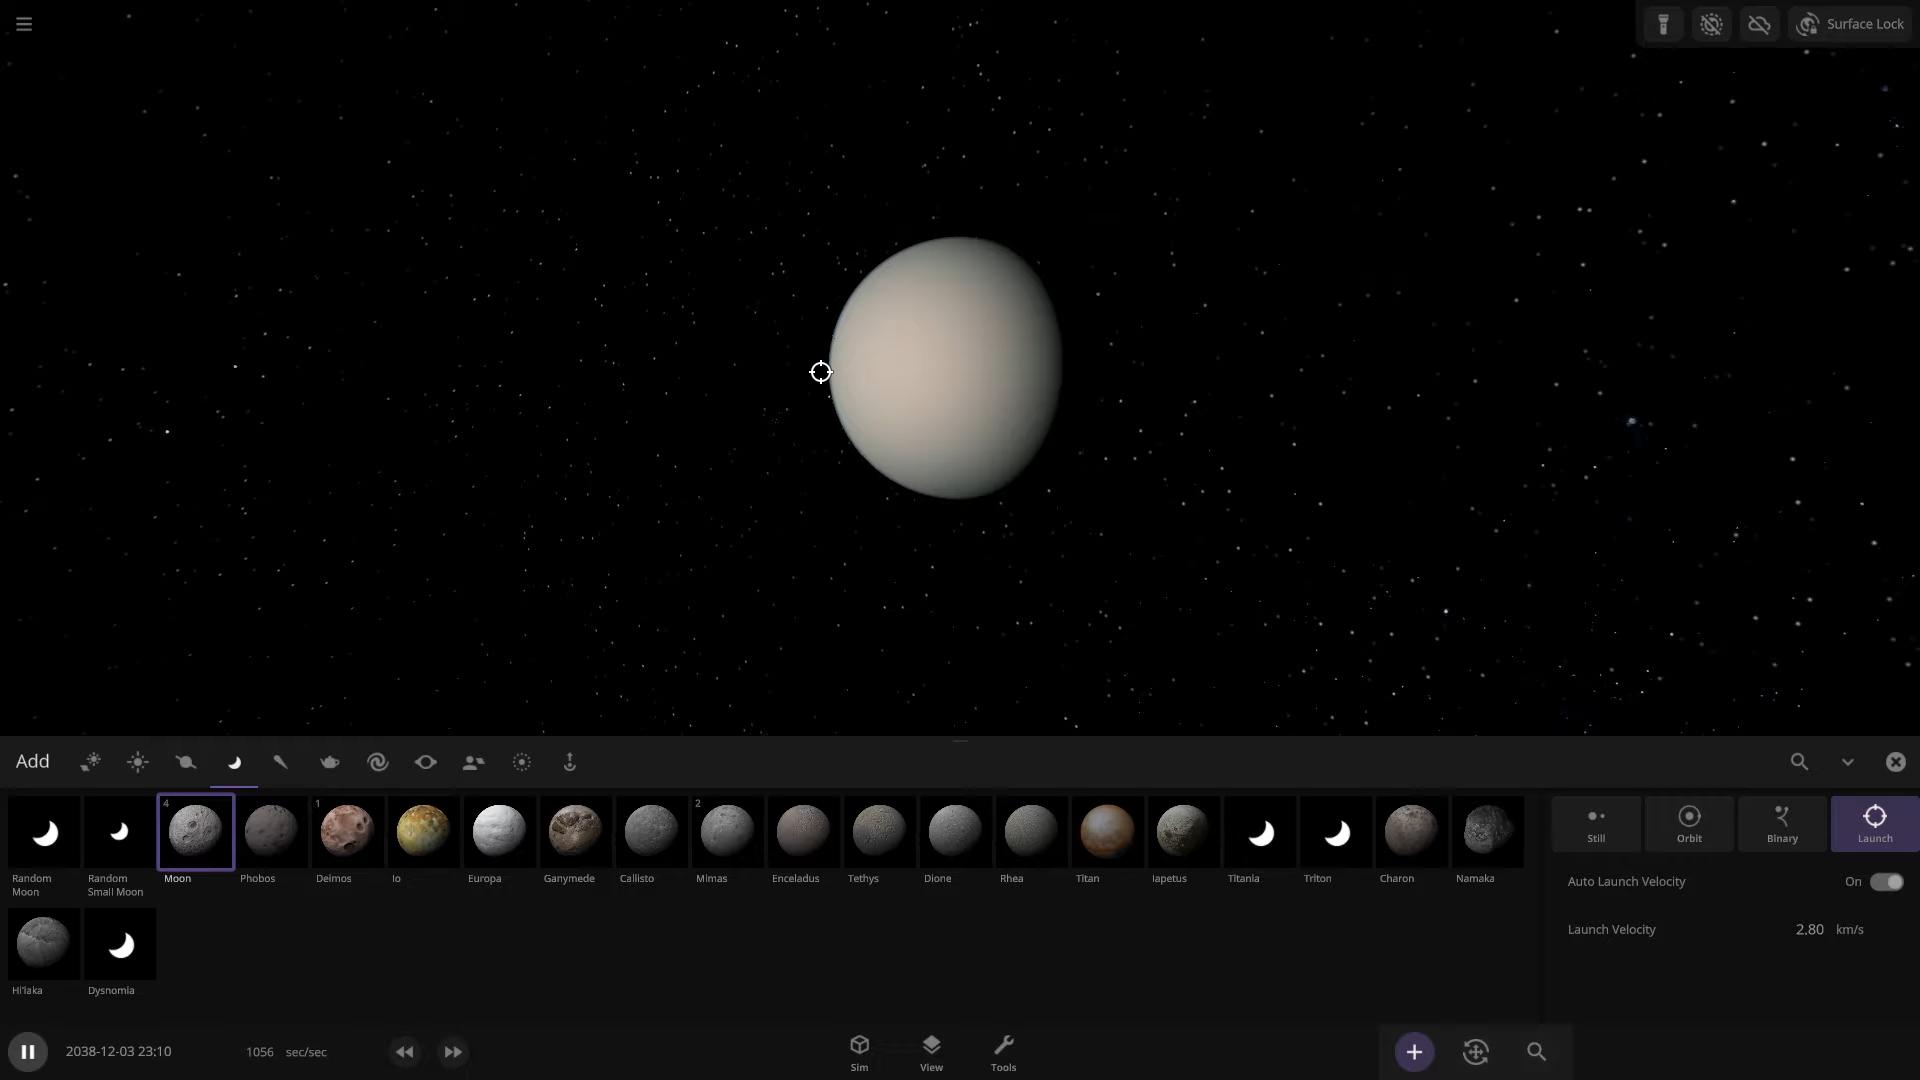 Surface Lock
Add
4
1
2
Random Moon
Random Small Moon
Moon
Phobos
Deimos
Io
Europa
Ganymede
Callisto
Mimas
Enceladus
Tethys
Dione
Rhea
Titan
Iapetus
Titania
Triton
Charon
Namaka
Hi'iaka
Dysnomia
Still
Orbit
Binary
Launch
Auto Launch Velocity On
Launch Velocity 2.80 km/s
2038-12-03 23:10 1056 sec/sec
Sim
View
Tools